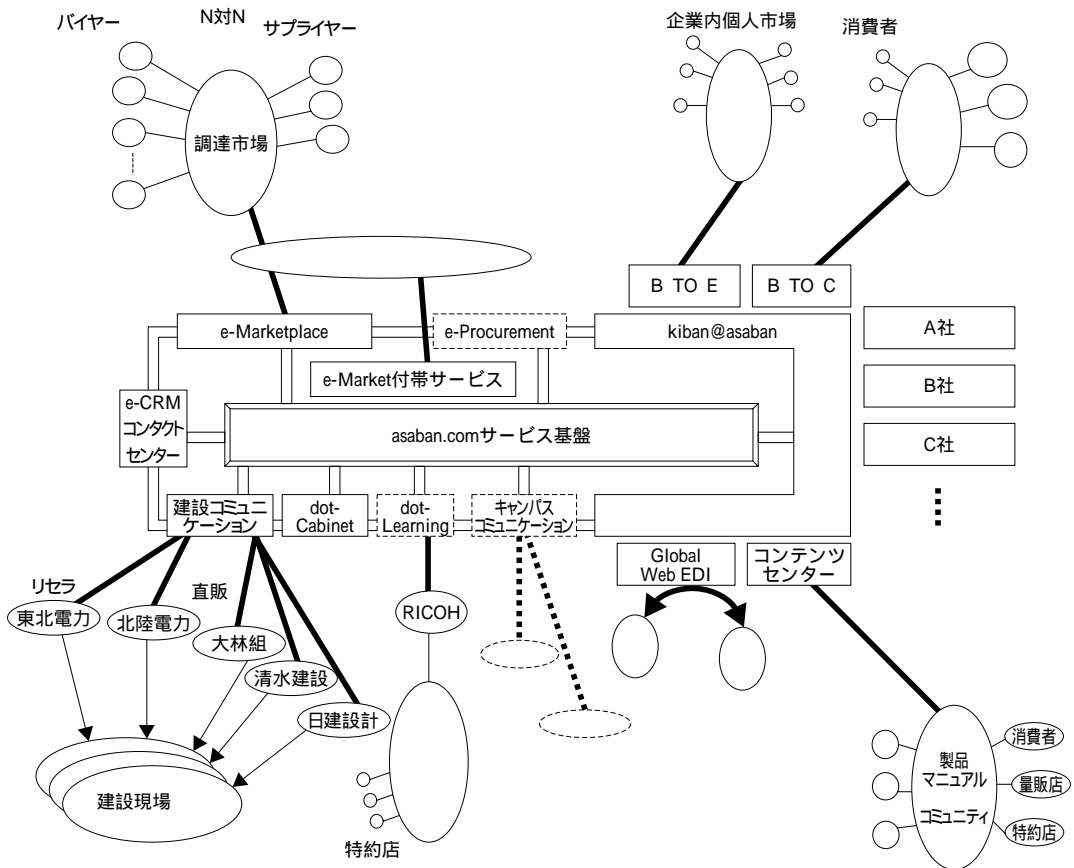 バイヤー
N対N
サプライヤー
企業内個人市場
消費者
調達市場
B TO E
B TO C
e-Marketplace
e-Procurement
kiban@asaban
A社
e-Market付帯サービス
B社
e-CRM
コンタクト
センター
asaban.comサービス基盤
C社
建設コミュニ
ケーション
dot-
Cabinet
dot-
Learning
キャンパス
コミュニケーション
Global
Web EDI
コンテンツ
センター
リセラ
直販
東北電力
北陸電力
大林組
清水建設
日建設計
RICOH
建設現場
特約店
製品
マニュアル
コミュニティ
消費者
量販店
特約店